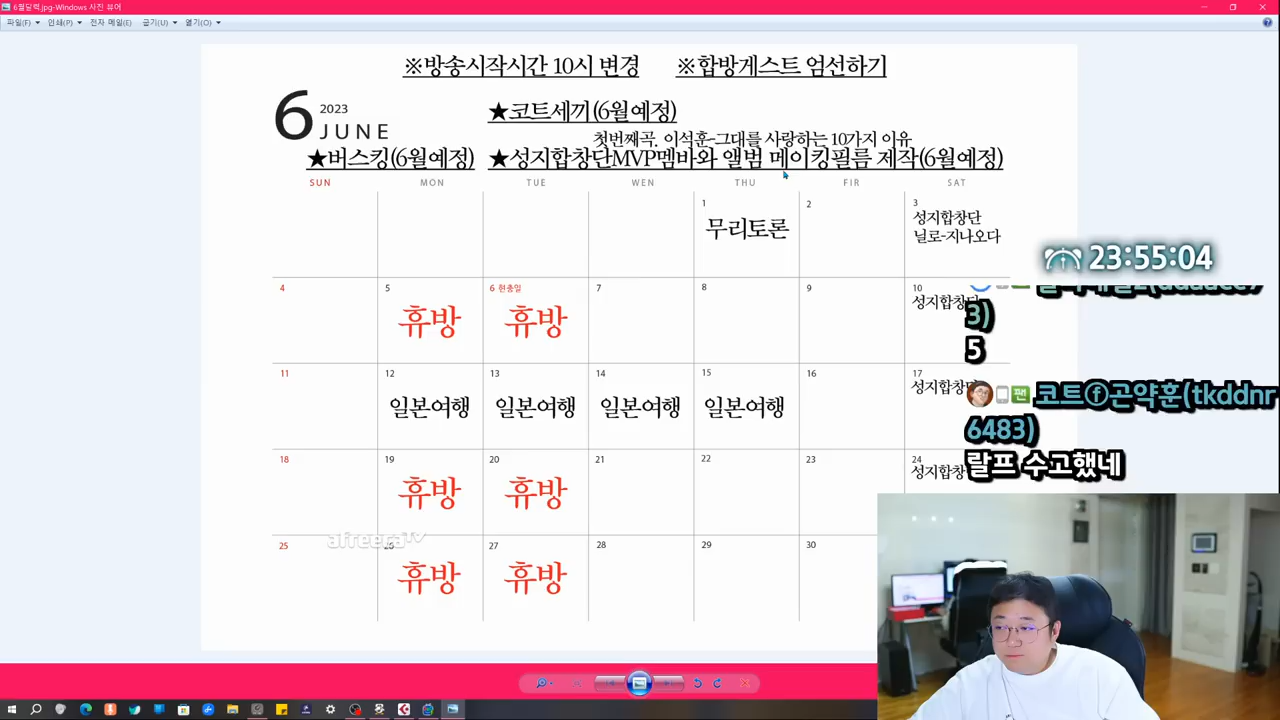 6월달력.jpg-Windows 사진 뷰어
파일(F) 인쇄(P) 전자 메일(E) 굽기(U) 열기(O)
※방송시작시간 10시 변경 ※합방게스트 엄선하기
6 2023 JUNE
★코트세끼(6월예정)
첫번째곡. 이석훈-그대를 사랑하는 10가지 이유
★버스킹(6월예정) ★성지합창단MVP멤바와 앨범 메이킹필름 제작(6월예정)
SUN MON TUE WEN THU FIR SAT
1 2 3
무리토론 성지합창단
닐로-지나오다
23:55:04
4 5 6 현충일 7 8 9 10
휴방 휴방 성지합창단
3)
5
11 12 13 14 15 16 17
일본여행 일본여행 일본여행 일본여행 성지합창
코트ⓕ곤약훈(tkddnr
6483)
랄프 수고했네
18 19 20 21 22 23 24
휴방 휴방 성지합창
afreecaTV
25 26 27 28 29 30
휴방 휴방